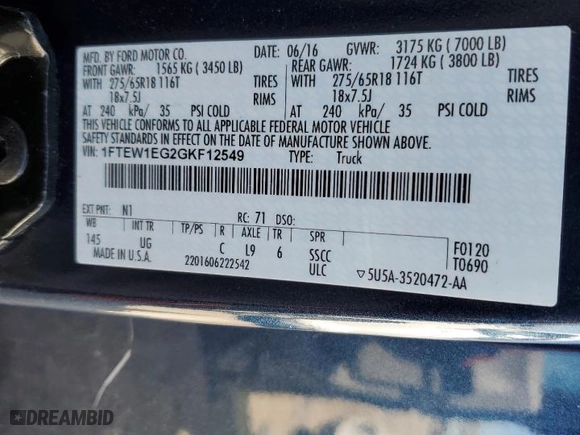 MFD. BY FORD MOTOR CO. DATE: 06/16 GVWR: 3175 KG ( 7000 LB)
FRONT GAWR: 1565 KG ( 3450 LB) REAR GAWR: 1724 KG ( 3800 LB)
WITH 275/65R18 116T TIRES WITH 275/65R18 116T TIRES
18x7.5J RIMS 18x7.5J RIMS
AT 240 kPa/ 35 PSI COLD AT 240 kPa/ 35 PSI COLD
THIS VEHICLE CONFORMS TO ALL APPLICABLE FEDERAL MOTOR VEHICLE
SAFETY STANDARDS IN EFFECT ON THE DATE OF MANUFACTURE SHOWN ABOVE.
VIN: 1FTEW1EG2GKF12549 TYPE: Truck
EXT PNT: N1 RC: 71 DSO:
WB INT TR TP/PS R AXLE TR SPR F0120
145 UG C L9 6 SSCC T0690
MADE IN U.S.A. 2201606222542 ULC ▽5U5A-3520472-AA
DREAMBID